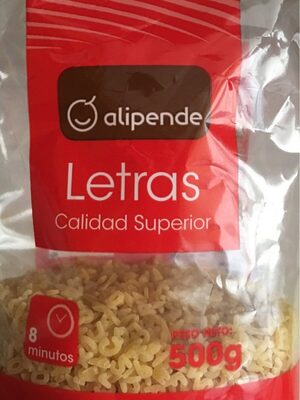 alipende
Letras
Calidad Superior
8
minutos
PESO NETO:
500g